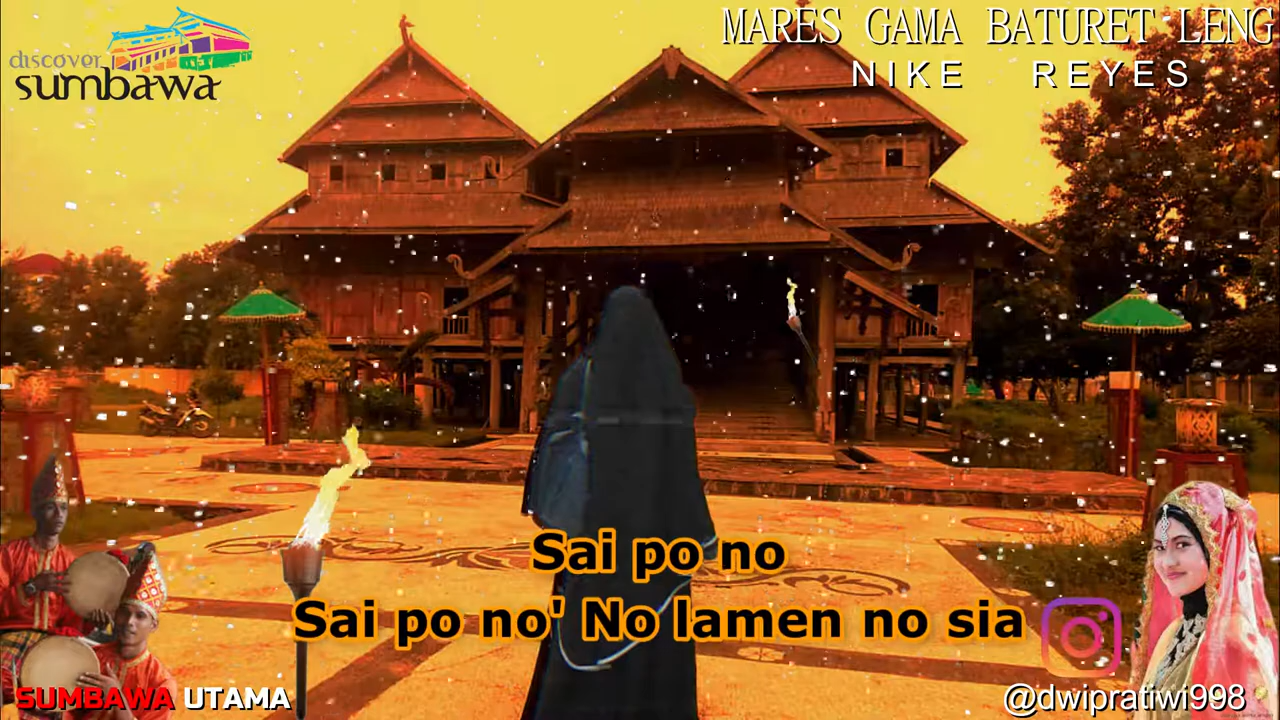 discover
sumbawa
MARES GAMA BATURET LENG
NIKE REYES
Sai po no
Sai po no' No lamen no sia
SUMBAWA UTAMA
@dwipratiwi998